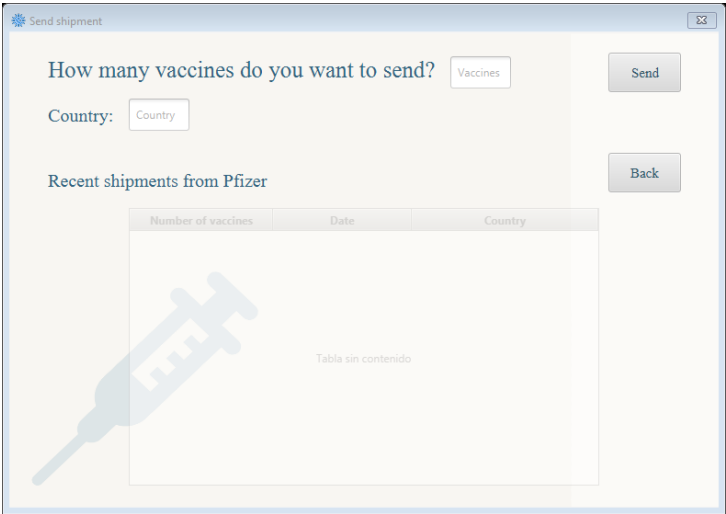 Send shipment
How many vaccines do you want to send? Vaccines
Send
Country: Country
Back
Recent shipments from Pfizer
Number of vaccines Date Country
Tabla sin contenido